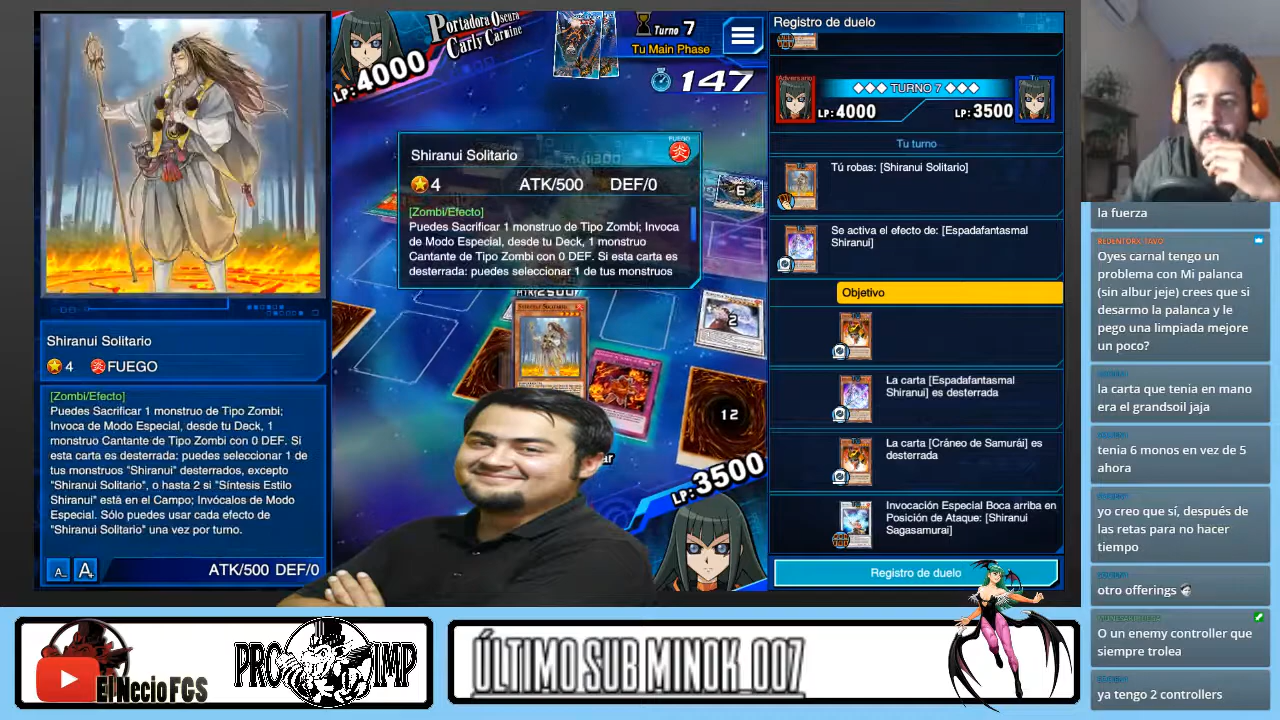 Shiranui Solitario
4 FUEGO
[Zombi/Efecto]
Puedes Sacrificar 1 monstruo de Tipo Zombi;
Invoca de Modo Especial, desde tu Deck, 1
monstruo Cantante de Tipo Zombi con 0 DEF. Si
esta carta es desterrada: puedes seleccionar 1 de
tus monstruos "Shiranui" desterrados, excepto
"Shiranui Solitario", o hasta 2 si "Síntesis Estilo
Shiranui" está en el Campo; Invócalos de Modo
Especial. Sólo puedes usar cada efecto de
"Shiranui Solitario" una vez por turno.
A- A+
ATK/500 DEF/0
Portadora Oscura
Carly Carmine
LP: 4000
Turno 7
Tu Main Phase
147
Shiranui Solitario
FUEGO
炎
4 ATK/500 DEF/0
[Zombi/Efecto]
Puedes Sacrificar 1 monstruo de Tipo Zombi; Invoca
de Modo Especial, desde tu Deck, 1 monstruo
Cantante de Tipo Zombi con 0 DEF. Si esta carta es
desterrada: puedes seleccionar 1 de tus monstruos
6
2
12
LP: 3500
Registro de duelo
Adversario
TURNO 7
Tú
LP: 4000 LP: 3500
Tu turno
Tú robas: [Shiranui Solitario]
Se activa el efecto de: [Espadafantasmal
Shiranui]
Objetivo
La carta [Espadafantasmal
Shiranui] es desterrada
La carta [Cráneo de Samurái] es
desterrada
Invocación Especial Boca arriba en
Posición de Ataque: [Shiranui
Sagasamurai]
Registro de duelo
la fuerza
Oyes carnal tengo un
problema con Mi palanca
(sin albur jeje) crees que si
desarmo la palanca y le
pego una limpiada mejore
un poco?
la carta que tenia en mano
era el grandsoil jaja
tenia 6 monos en vez de 5
ahora
yo creo que sí, después de
las retas para no hacer
tiempo
otro offerings
O un enemy controller que
siempre trolea
ya tengo 2 controllers
El Necio FGS
PRO IMP
ÚLTIMO SUB MINOK_007